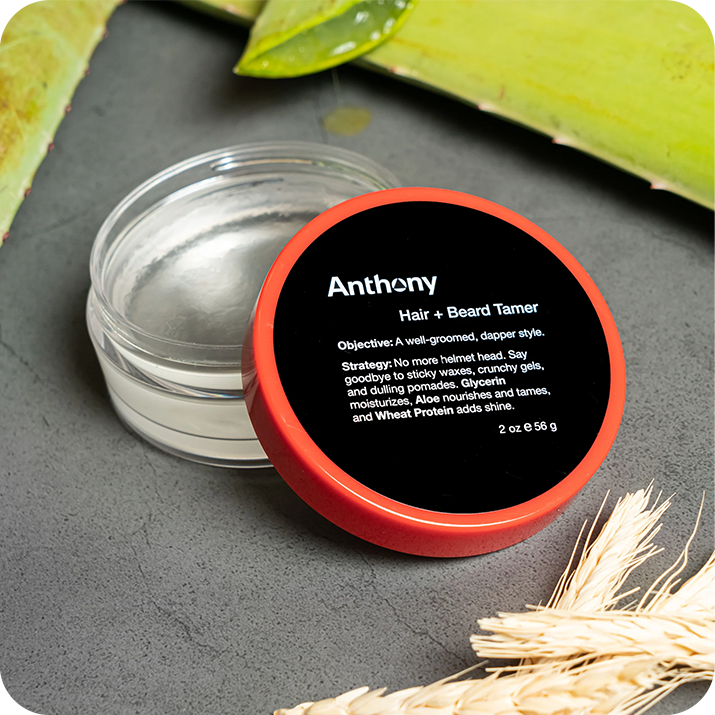 Anthony
Hair + Beard Tamer
Objective: A well-groomed, dapper style.
Strategy: No more helmet head. Say
goodbye to sticky waxes, crunchy gels,
and dulling pomades. Glycerin
moisturizes, Aloe nourishes and tames,
and Wheat Protein adds shine.
2 oz ℮ 56 g